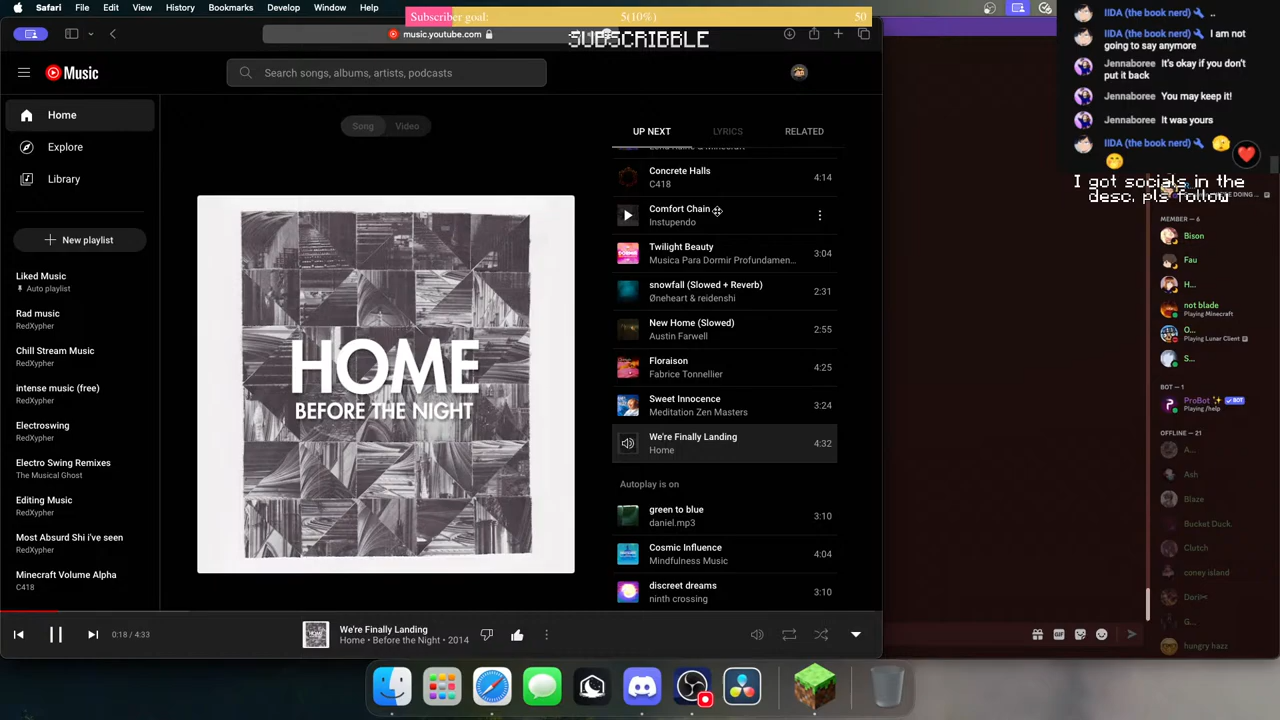 Safari File Edit View History Bookmarks Develop Window Help
Subscriber goal: 5(10%) 50
music.youtube.com
SUBSCRIBBLE
Music
Search songs, albums, artists, podcasts
Home
Explore
Library
New playlist
Liked Music
Auto playlist
Rad music
RedXypher
Chill Stream Music
RedXypher
intense music (free)
RedXypher
Electroswing
RedXypher
Electro Swing Remixes
The Musical Ghost
Editing Music
RedXypher
Most Absurd Shi i've seen
RedXypher
Minecraft Volume Alpha
C418
Song Video
HOME
BEFORE THE NIGHT
UP NEXT LYRICS RELATED
Concrete Halls
C418
4:14
Comfort Chain
Instupendo
Twilight Beauty
Musica Para Dormir Profundamen...
3:04
snowfall (Slowed + Reverb)
Øneheart & reidenshi
2:31
New Home (Slowed)
Austin Farwell
2:55
Floraison
Fabrice Tonnellier
4:25
Sweet Innocence
Meditation Zen Masters
3:24
We're Finally Landing
Home
4:32
Autoplay is on
green to blue
daniel.mp3
3:10
Cosmic Influence
Mindfulness Music
4:04
discreet dreams
ninth crossing
3:10
0:18 / 4:33
We're Finally Landing
Home • Before the Night • 2014
IIDA (the book nerd) ..
IIDA (the book nerd) I am not
going to say anymore
Jennaboree It's okay if you don't
put it back
Jennaboree You may keep it!
Jennaboree It was yours
IIDA (the book nerd)
I got socials in the
desc, pls follow
MEMBER — 6
Bison
Fau
H...
not blade
Playing Minecraft
O...
Playing Lunar Client
S...
BOT — 1
ProBot BOT
Playing /help
OFFLINE — 21
A...
Ash
Blaze
Bucket Duck.
Clutch
coney island
G...
hungry hazz